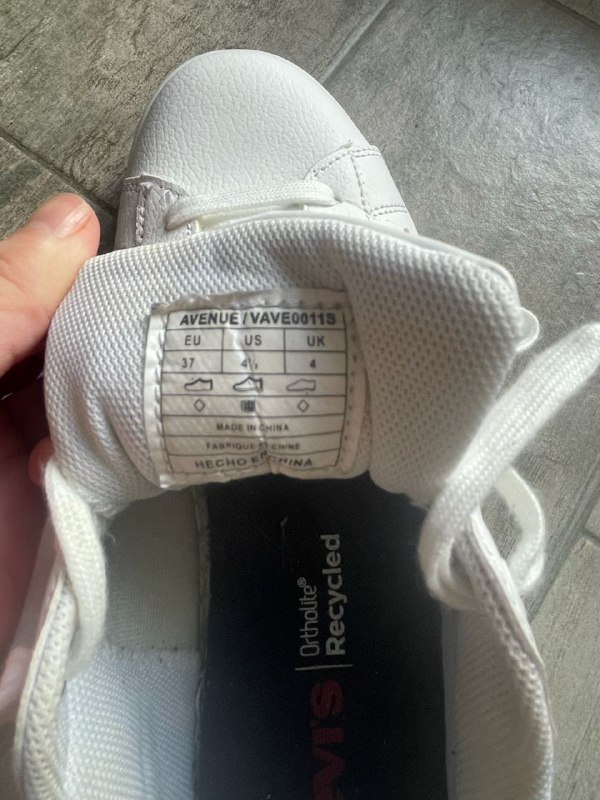 AVENUE / VAVE0011S
EU US UK
37 4½ 4
MADE IN CHINA
FABRIQUE EN CHINE
HECHO EN CHINA
Ortholite®
Recycled